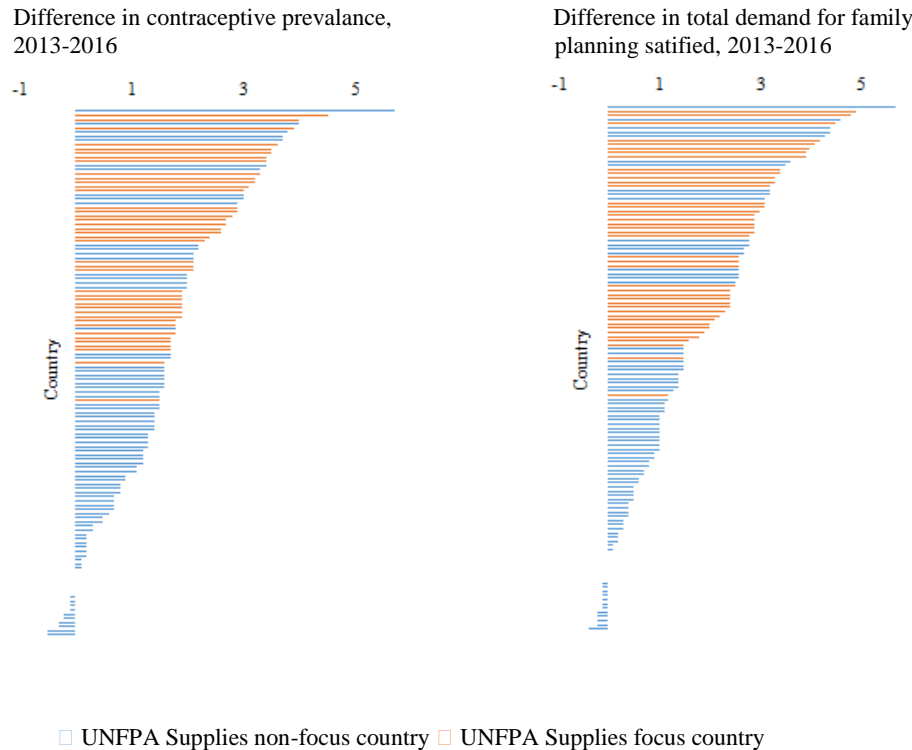 Difference in contraceptive prevalance,
2013-2016
-1 1 3 5
Country
Difference in total demand for family
planning satified, 2013-2016
-1 1 3 5
Country
UNFPA Supplies non-focus country UNFPA Supplies focus country